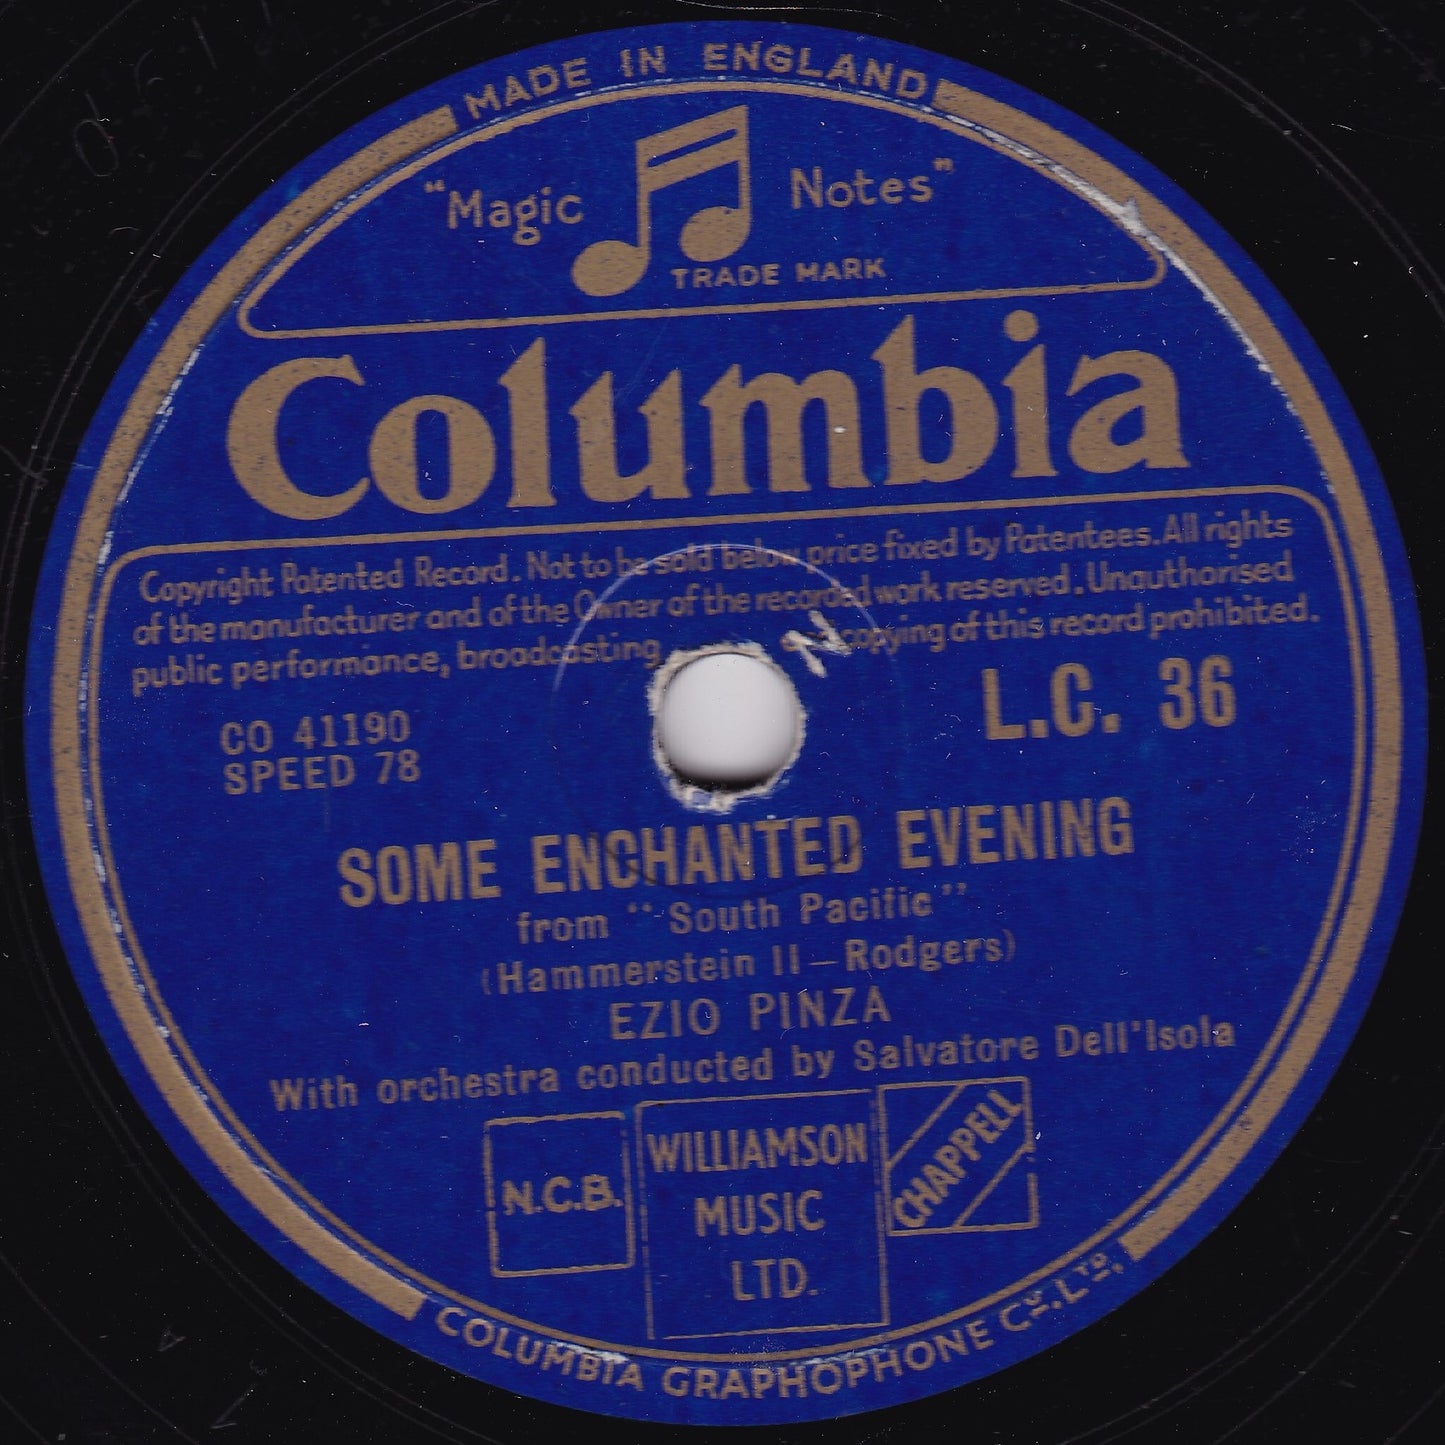 MADE IN ENGLAND
"Magic Notes"
TRADE MARK
Columbia
Copyright Patented Record. Not to be sold below price fixed by Patentees. All rights
of the manufacturer and of the Owner of the recorded work reserved. Unauthorised
public performance, broadcasting copying of this record prohibited.
L.C. 36
CO 41190
SPEED 78
SOME ENCHANTED EVENING
from "South Pacific"
(Hammerstein II — Rodgers)
EZIO PINZA
With orchestra conducted by Salvatore Dell'Isola
N.C.B.
WILLIAMSON
MUSIC
LTD.
CHAPPELL
COLUMBIA GRAPHOPHONE Co. LTD.